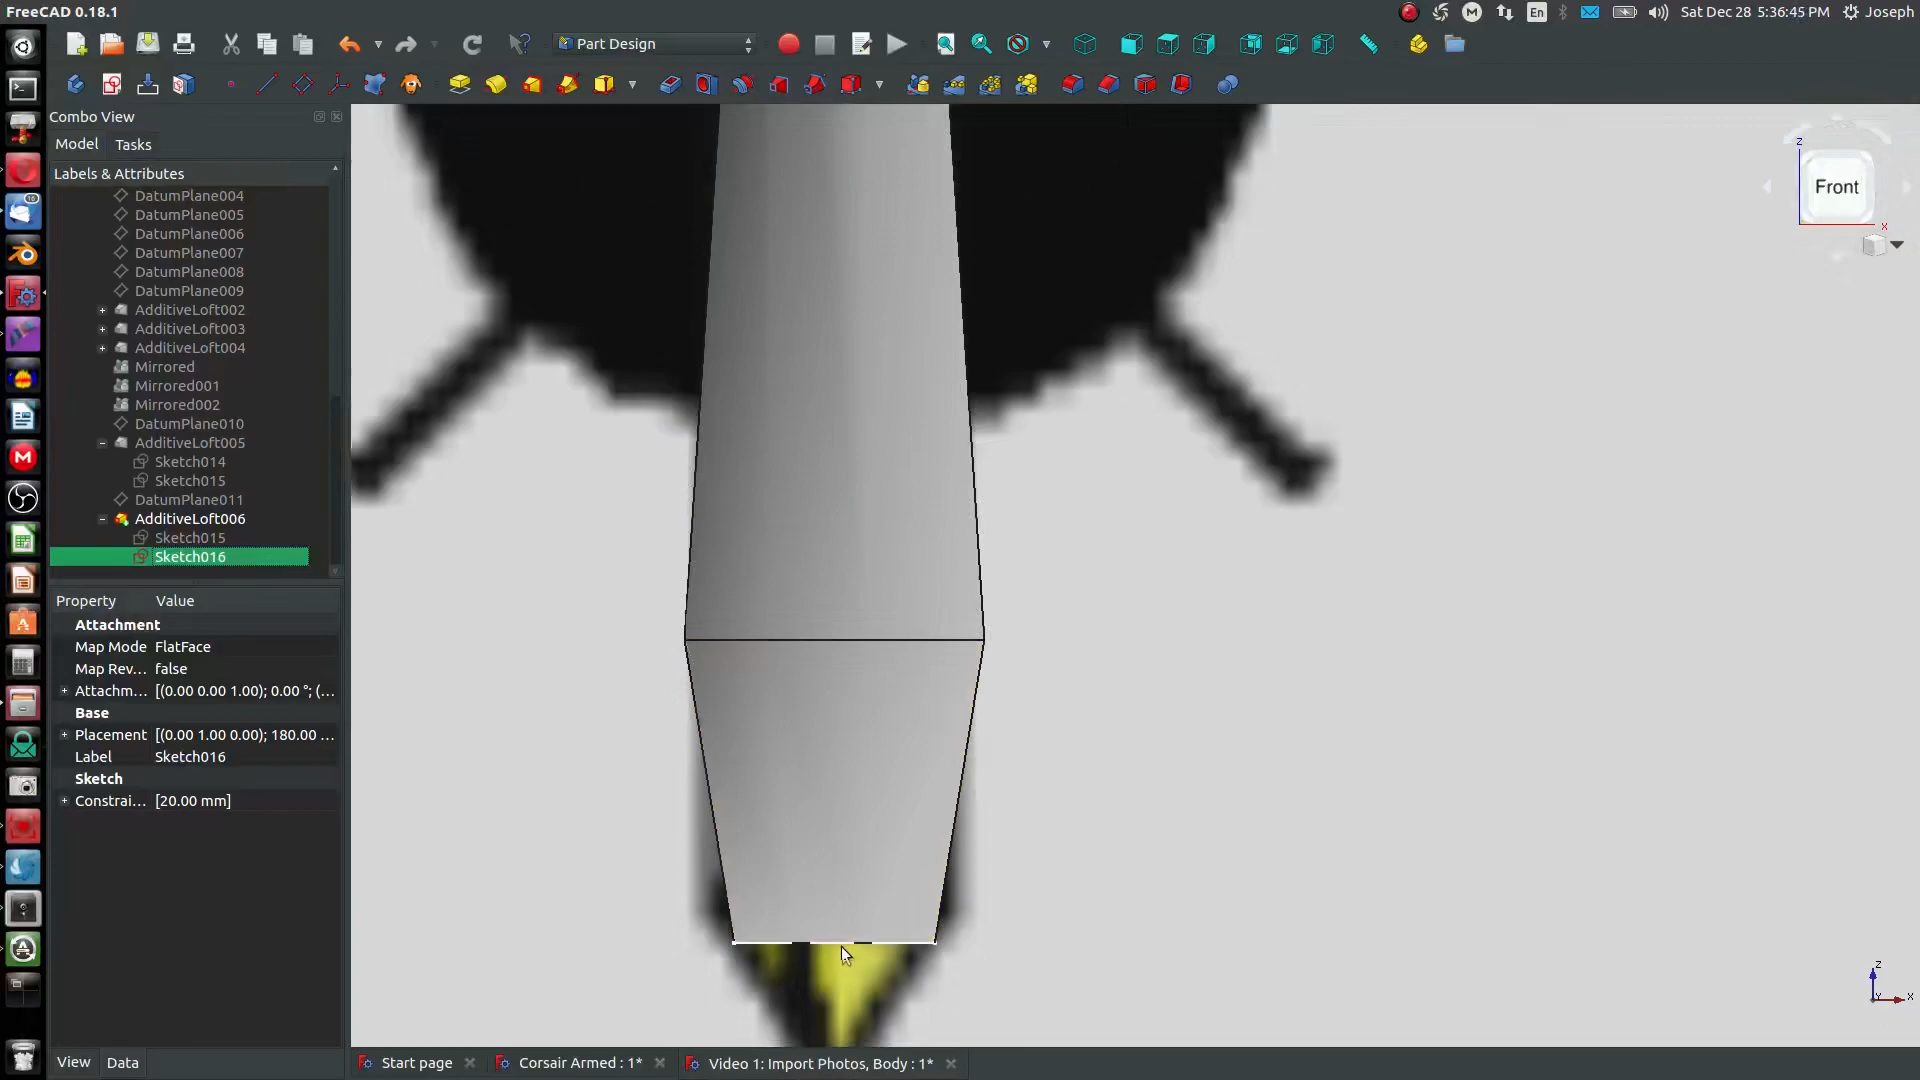 FreeCAD 0.18.1
En
Sat Dec 28 5:36:45 PM
Joseph
Part Design
Combo View
Model
Tasks
Labels & Attributes
DatumPlane004
DatumPlane005
DatumPlane006
DatumPlane007
DatumPlane008
DatumPlane009
AdditiveLoft002
AdditiveLoft003
AdditiveLoft004
Mirrored
Mirrored001
Mirrored002
DatumPlane010
AdditiveLoft005
Sketch014
Sketch015
DatumPlane011
AdditiveLoft006
Sketch015
Sketch016
Property Value
Attachment
Map Mode FlatFace
Map Rev... false
Attachm... [(0.00 0.00 1.00); 0.00 °; (...
Base
Placement [(0.00 1.00 0.00); 180.00 ...
Label Sketch016
Sketch
Constrai... [20.00 mm]
View Data
Start page
Corsair Armed : 1*
Video 1: Import Photos, Body : 1*
Z
Front
X
Z
Y
X